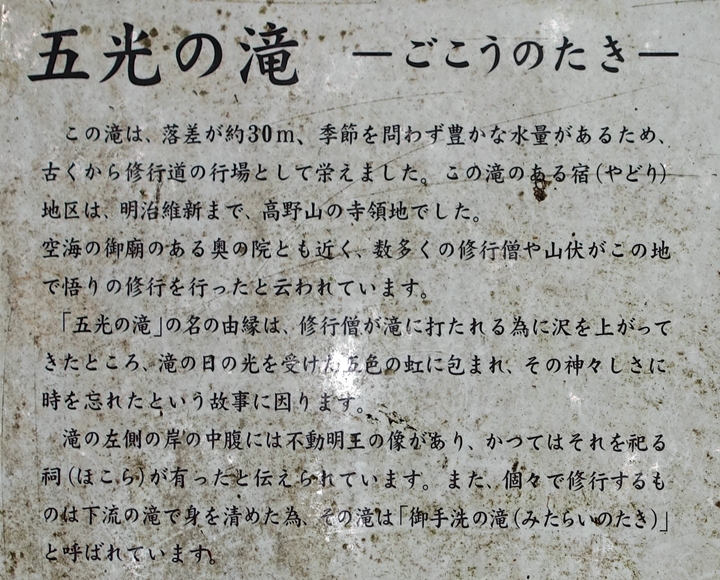 五光の滝 ―ごこうのたき―
この滝は、落差が約30m、季節を問わず豊かな水量があるため、
古くから修行道の行場として栄えました。この滝のある宿(やどり)
地区は、明治維新まで、高野山の寺領地でした。
空海の御廟のある奥の院とも近く、数多くの修行僧や山伏がこの地
で悟りの修行を行ったと云われています。
「五光の滝」の名の由縁は、修行僧が滝に打たれる為に沢を上がって
きたところ、滝の日の光を受けた五色の虹に包まれ、その神々しさに
時を忘れたという故事に因ります。
滝の左側の岸の中腹には不動明王の像があり、かつてはそれを祀る
祠(ほこら)が有ったと伝えられています。また、個々で修行するも
のは下流の滝で身を清めた為、その滝は「御手洗の滝(みたらいのたき)」
と呼ばれています。